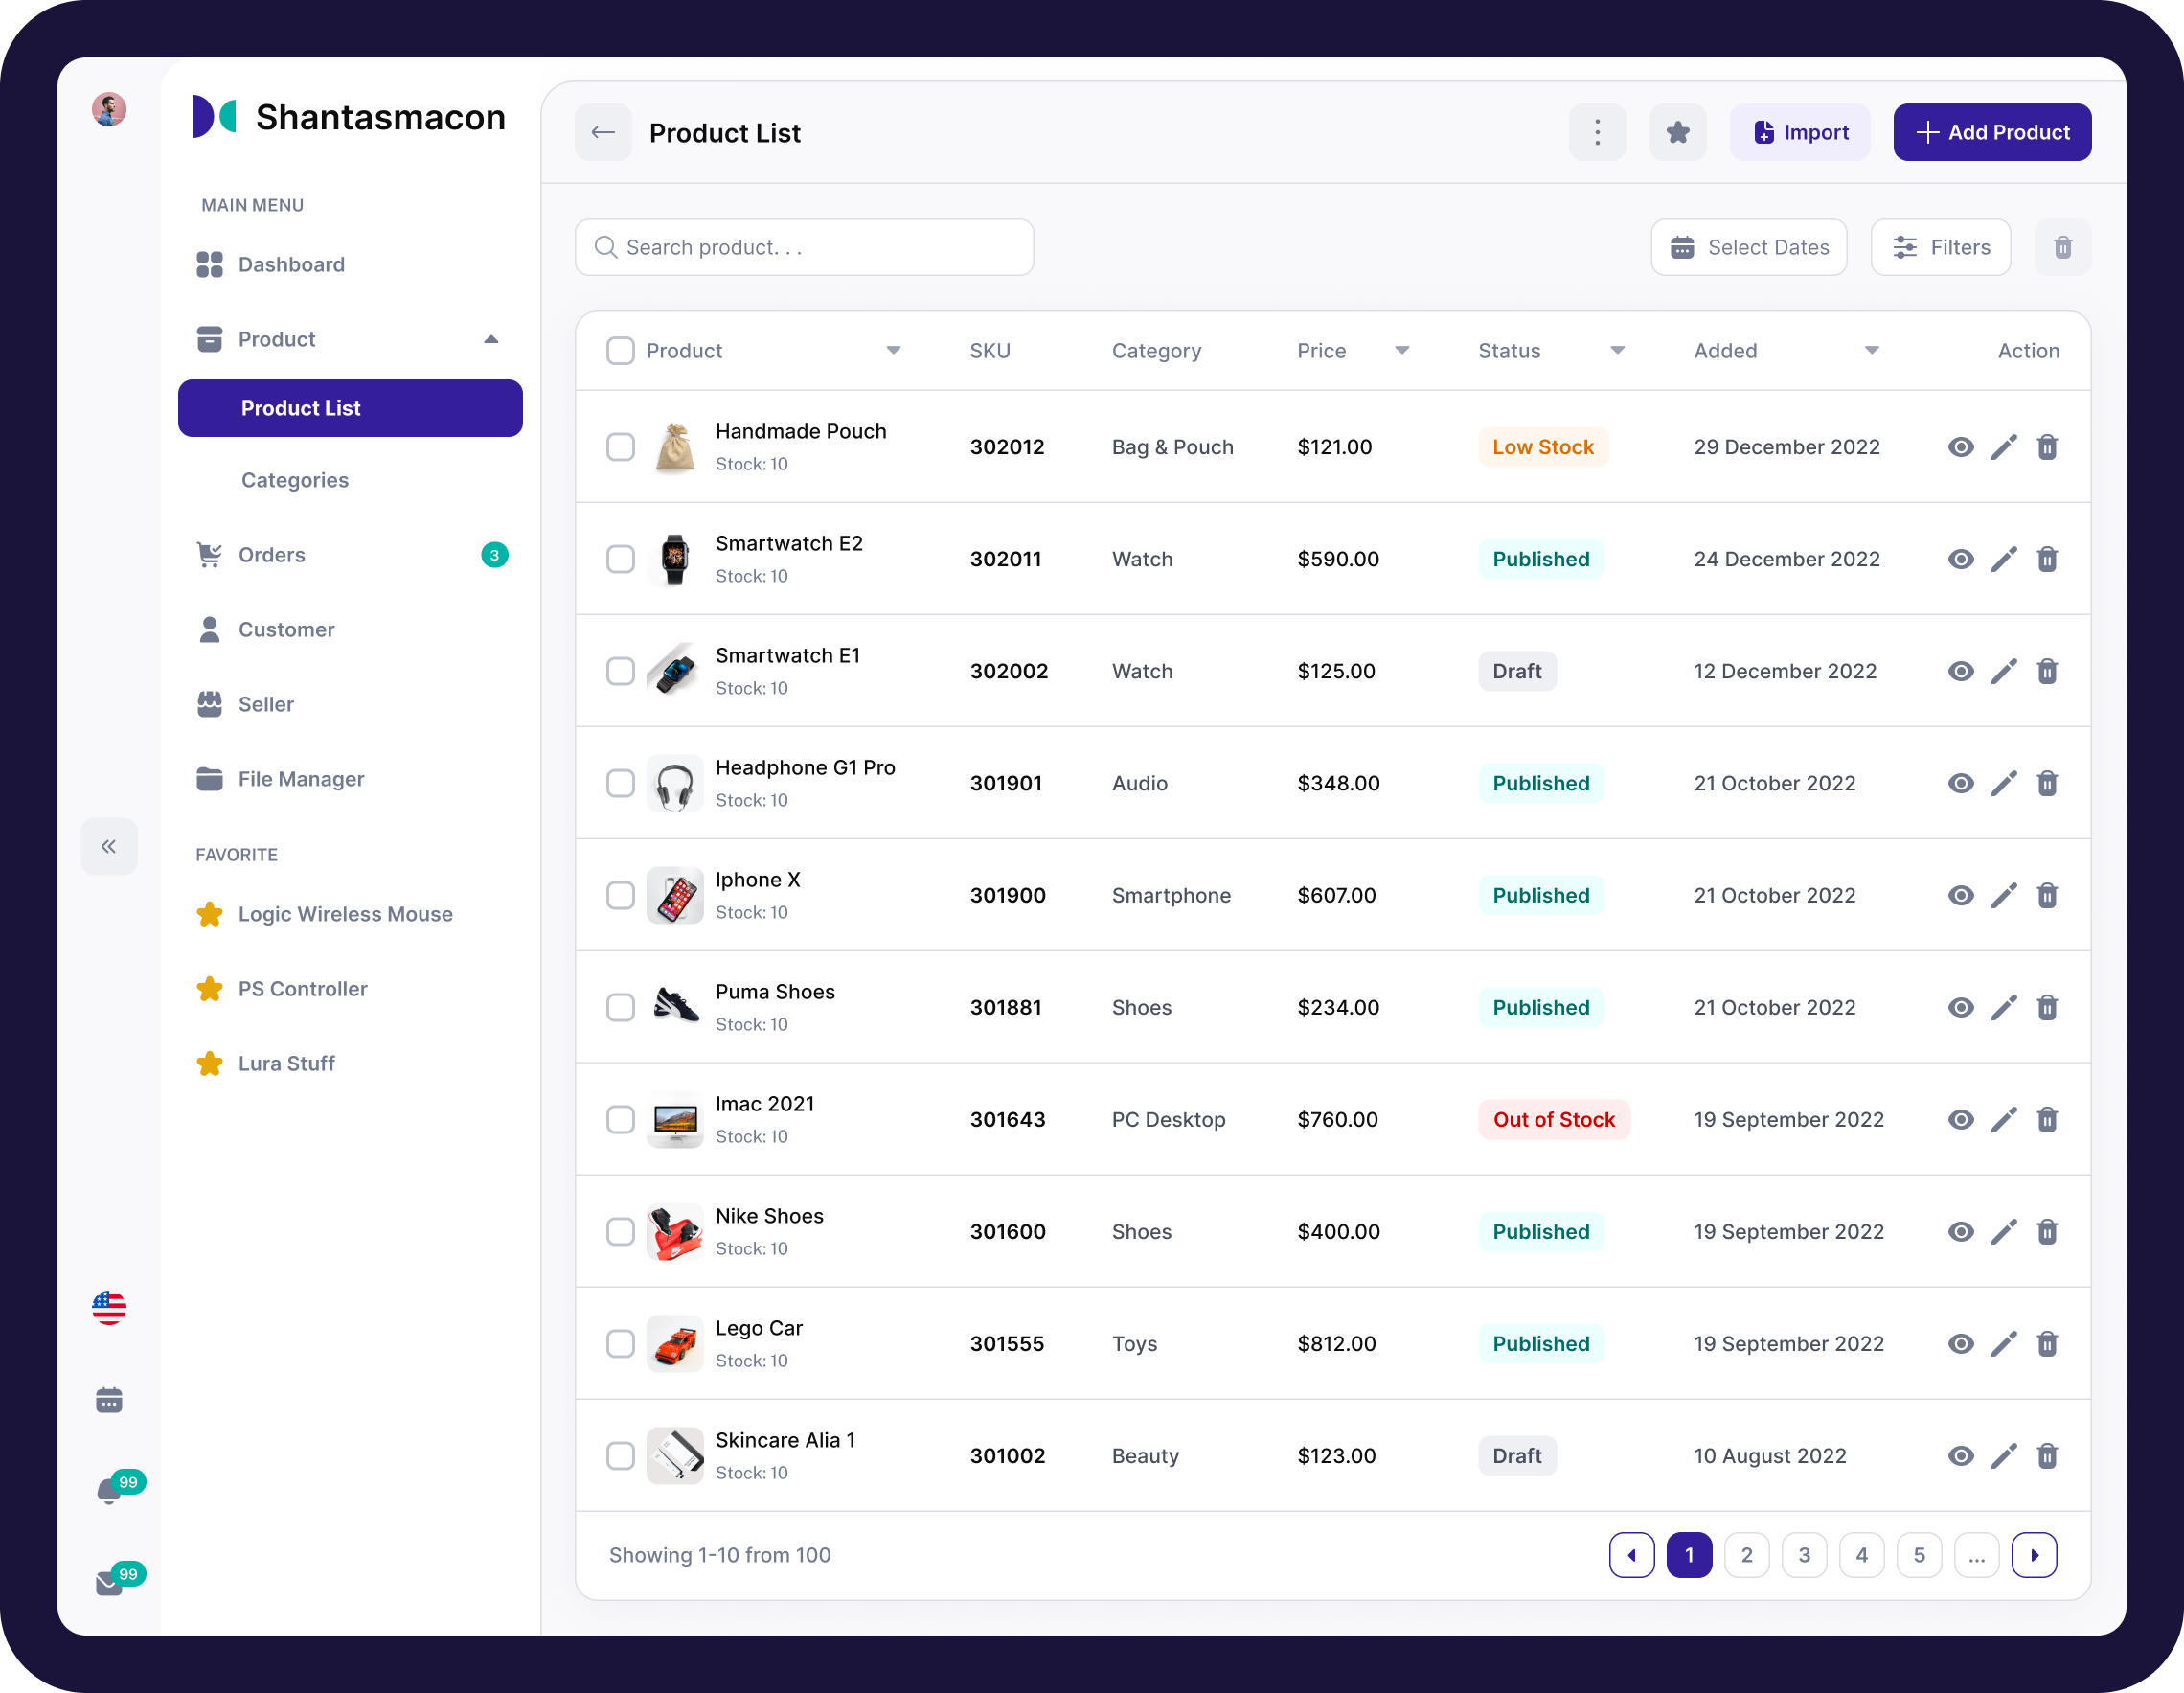 Shantasmacon
MAIN MENU
Dashboard
Product
Product List
Categories
Orders 3
Customer
Seller
File Manager
FAVORITE
Logic Wireless Mouse
PS Controller
Lura Stuff
99
99
Product List
Import
Add Product
Search product. . .
Select Dates
Filters
Product SKU Category Price Status Added Action
Handmade Pouch
Stock: 10
302012 Bag & Pouch $121.00 Low Stock 29 December 2022
Smartwatch E2
Stock: 10
302011 Watch $590.00 Published 24 December 2022
Smartwatch E1
Stock: 10
302002 Watch $125.00 Draft 12 December 2022
Headphone G1 Pro
Stock: 10
301901 Audio $348.00 Published 21 October 2022
Iphone X
Stock: 10
301900 Smartphone $607.00 Published 21 October 2022
Puma Shoes
Stock: 10
301881 Shoes $234.00 Published 21 October 2022
Imac 2021
Stock: 10
301643 PC Desktop $760.00 Out of Stock 19 September 2022
Nike Shoes
Stock: 10
301600 Shoes $400.00 Published 19 September 2022
Lego Car
Stock: 10
301555 Toys $812.00 Published 19 September 2022
Skincare Alia 1
Stock: 10
301002 Beauty $123.00 Draft 10 August 2022
Showing 1-10 from 100
1 2 3 4 5 ...